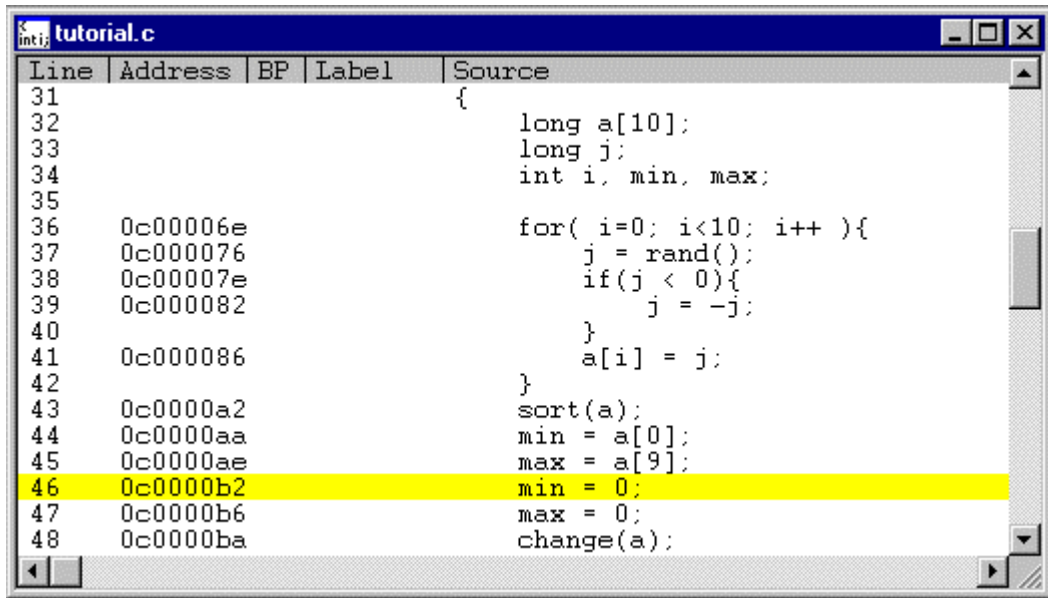 inti; tutorial.c
Line Address BP Label Source
31 {
32 long a[10];
33 long j;
34 int i, min, max;
35
36 0c00006e for( i=0; i<10; i++ ){
37 0c000076 j = rand();
38 0c00007e if(j < 0){
39 0c000082 j = -j;
40 }
41 0c000086 a[i] = j;
42 }
43 0c0000a2 sort(a);
44 0c0000aa min = a[0];
45 0c0000ae max = a[9];
46 0c0000b2 min = 0;
47 0c0000b6 max = 0;
48 0c0000ba change(a);